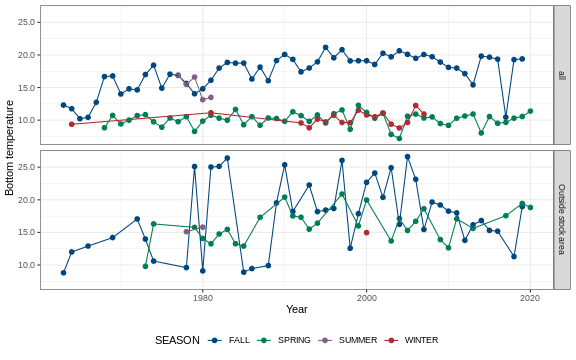 25.0
20.0
15.0
10.0
all
Bottom temperature
25.0
20.0
15.0
10.0
Outside stock area
1980
2000
2020
Year
SEASON FALL SPRING SUMMER WINTER